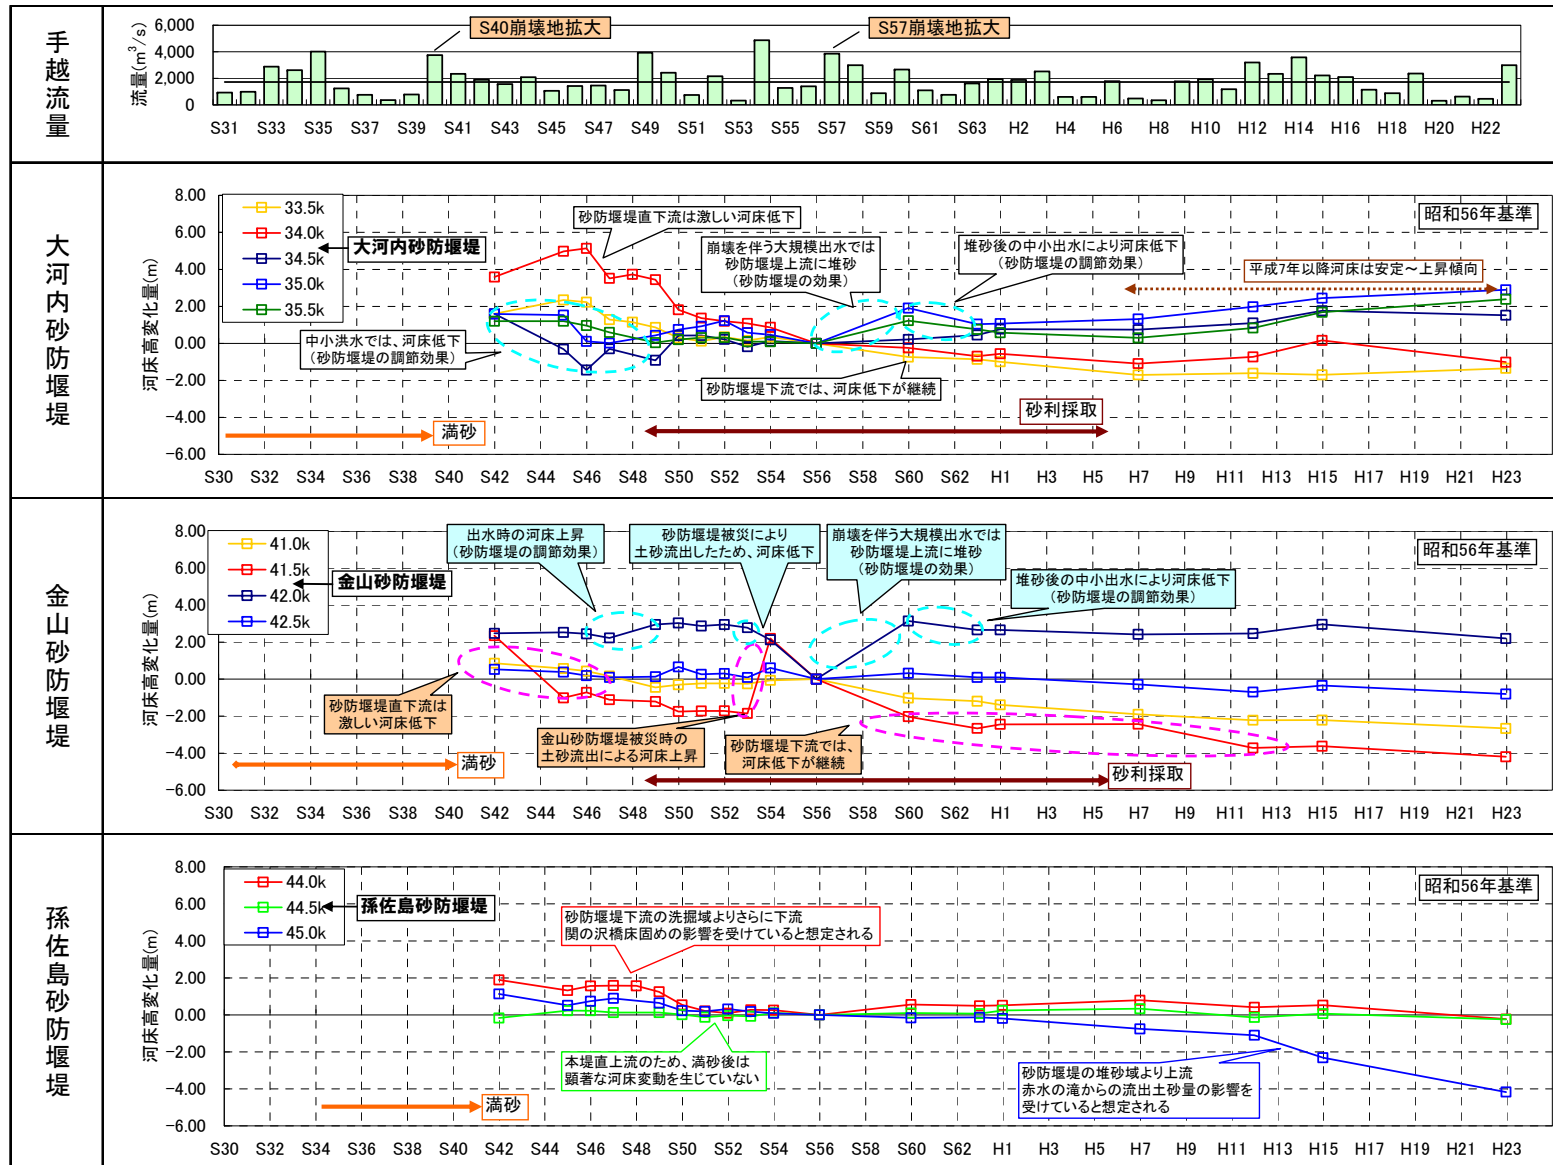 手越流量
流量(m³/s)
6,000
4,000
2,000
0
S40崩壊地拡大
S57崩壊地拡大
S31 S33 S35 S37 S39 S41 S43 S45 S47 S49 S51 S53 S55 S57 S59 S61 S63 H2 H4 H6 H8 H10 H12 H14 H16 H18 H20 H22
大河内砂防堰堤
河床高変化量(m)
8.00
6.00
4.00
2.00
0.00
-2.00
-4.00
-6.00
33.5k
34.0k
34.5k
35.0k
35.5k
大河内砂防堰堤
昭和56年基準
砂防堰堤直下流は激しい河床低下
崩壊を伴う大規模出水では
砂防堰堤上流に堆砂
(砂防堰堤の効果)
堆砂後の中小出水により河床低下
(砂防堰堤の調節効果)
平成7年以降河床は安定~上昇傾向
中小洪水では、河床低下
(砂防堰堤の調節効果)
砂防堰堤下流では、河床低下が継続
砂利採取
満砂
S30 S32 S34 S36 S38 S40 S42 S44 S46 S48 S50 S52 S54 S56 S58 S60 S62 H1 H3 H5 H7 H9 H11 H13 H15 H17 H19 H21 H23
金山砂防堰堤
河床高変化量(m)
8.00
6.00
4.00
2.00
0.00
-2.00
-4.00
-6.00
41.0k
41.5k
42.0k
42.5k
金山砂防堰堤
昭和56年基準
出水時の河床上昇
(砂防堰堤の調節効果)
砂防堰堤被災により
土砂流出したため、河床低下
崩壊を伴う大規模出水では
砂防堰堤上流に堆砂
(砂防堰堤の効果)
堆砂後の中小出水により河床低下
(砂防堰堤の調節効果)
砂防堰堤直下流は
激しい河床低下
金山砂防堰堤被災時の
土砂流出による河床上昇
砂防堰堤下流では、
河床低下が継続
満砂
砂利採取
S30 S32 S34 S36 S38 S40 S42 S44 S46 S48 S50 S52 S54 S56 S58 S60 S62 H1 H3 H5 H7 H9 H11 H13 H15 H17 H19 H21 H23
孫佐島砂防堰堤
河床高変化量(m)
8.00
6.00
4.00
2.00
0.00
-2.00
-4.00
-6.00
44.0k
44.5k
45.0k
孫佐島砂防堰堤
昭和56年基準
砂防堰堤下流の洗掘域よりさらに下流
関の沢橋床固めの影響を受けていると想定される
本堤直上流のため、満砂後は
顕著な河床変動を生じていない
砂防堰堤の堆砂域より上流
赤水の滝からの流出土砂量の影響を
受けていると想定される
満砂
S30 S32 S34 S36 S38 S40 S42 S44 S46 S48 S50 S52 S54 S56 S58 S60 S62 H1 H3 H5 H7 H9 H11 H13 H15 H17 H19 H21 H23